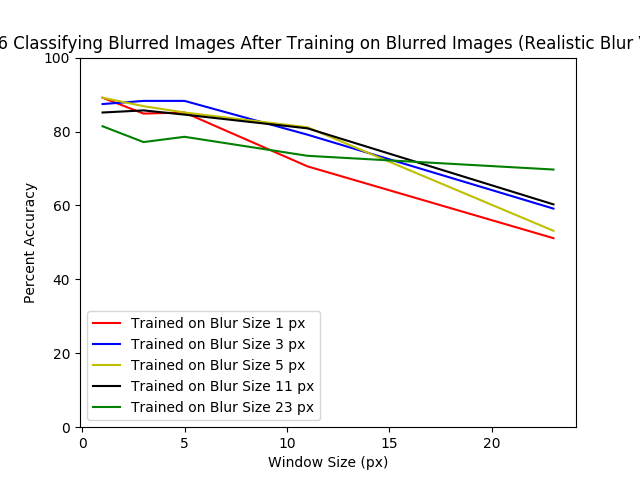 6 Classifying Blurred Images After Training on Blurred Images (Realistic Blur
100
80
60
40
20
0
Percent Accuracy
Trained on Blur Size 1 px
Trained on Blur Size 3 px
Trained on Blur Size 5 px
Trained on Blur Size 11 px
Trained on Blur Size 23 px
0 5 10 15 20
Window Size (px)